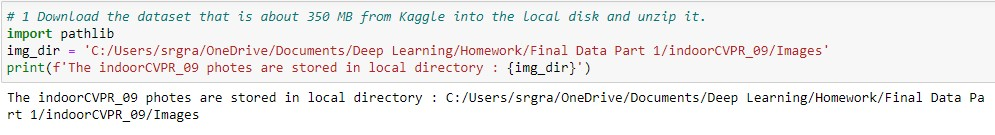 # 1 Download the dataset that is about 350 MB from Kaggle into the local disk and unzip it.
import pathlib
img_dir = 'C:/Users/srgra/OneDrive/Documents/Deep Learning/Homework/Final Data Part 1/indoorCVPR_09/Images'
print(f'The indoorCVPR_09 photes are stored in local directory : {img_dir}')
The indoorCVPR_09 photes are stored in local directory : C:/Users/srgra/OneDrive/Documents/Deep Learning/Homework/Final Data Pa
rt 1/indoorCVPR_09/Images